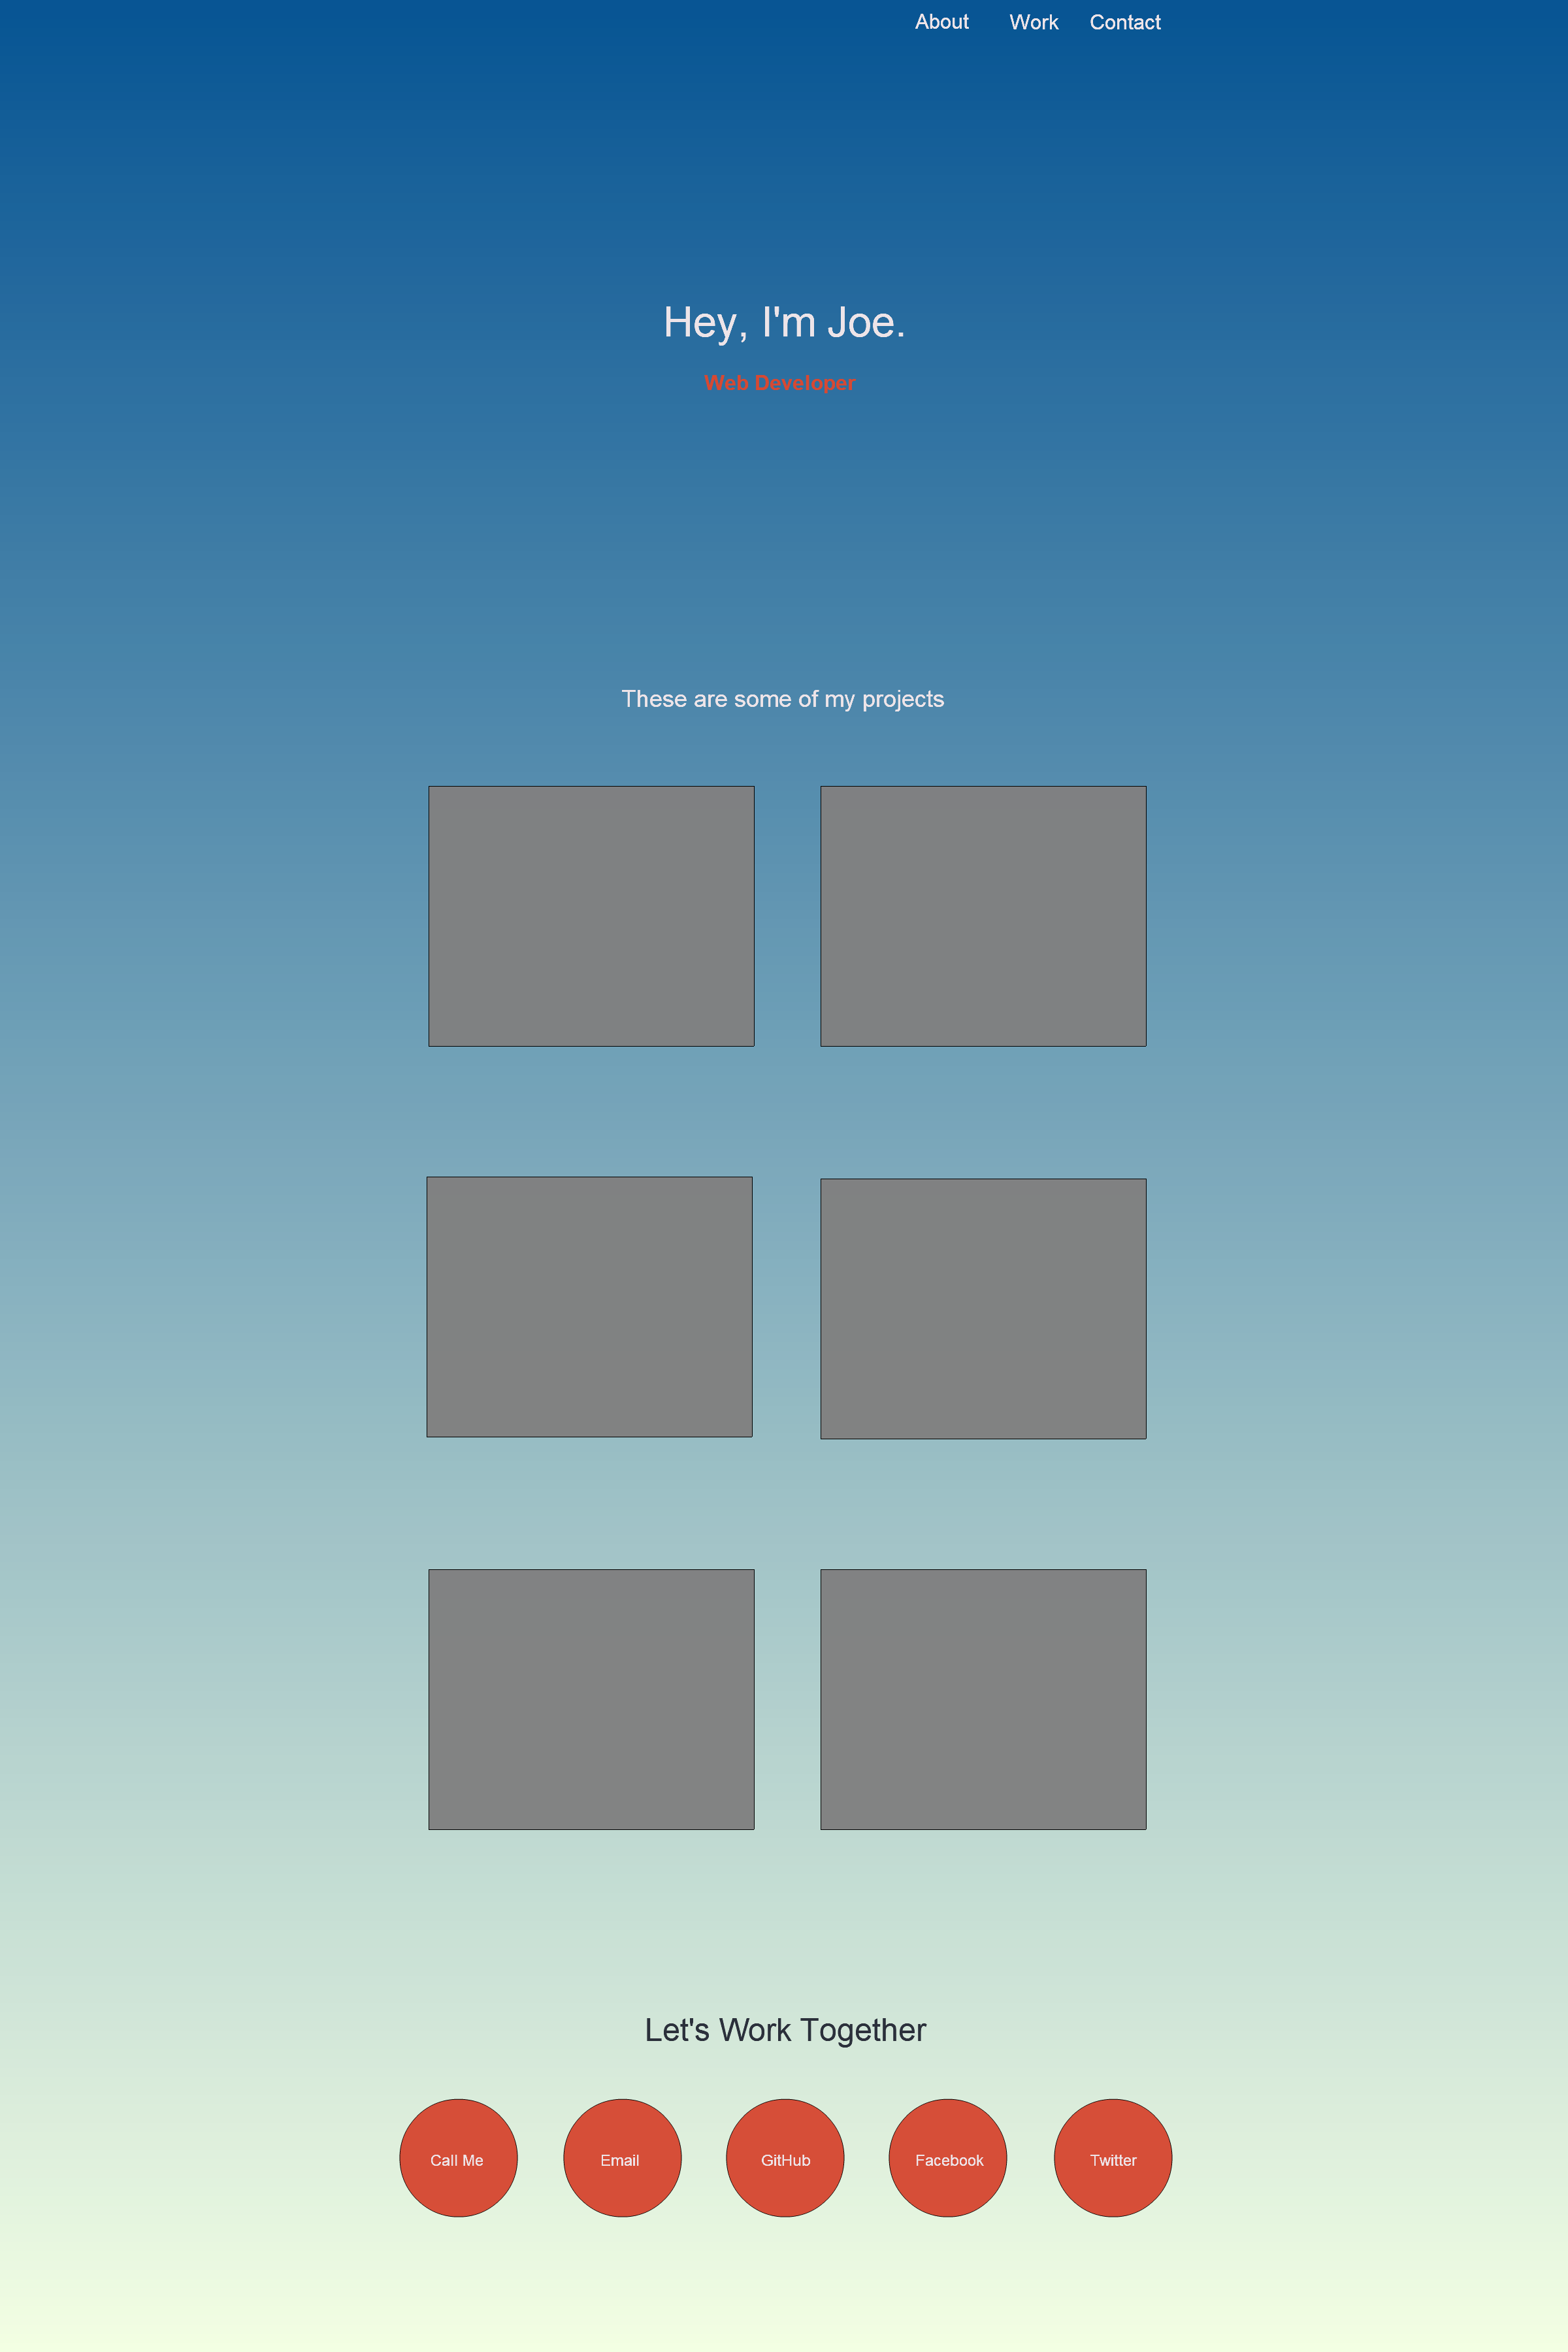 About Work Contact
Hey, I'm Joe.
Web Developer
These are some of my projects
Let's Work Together
Call Me Email GitHub Facebook Twitter